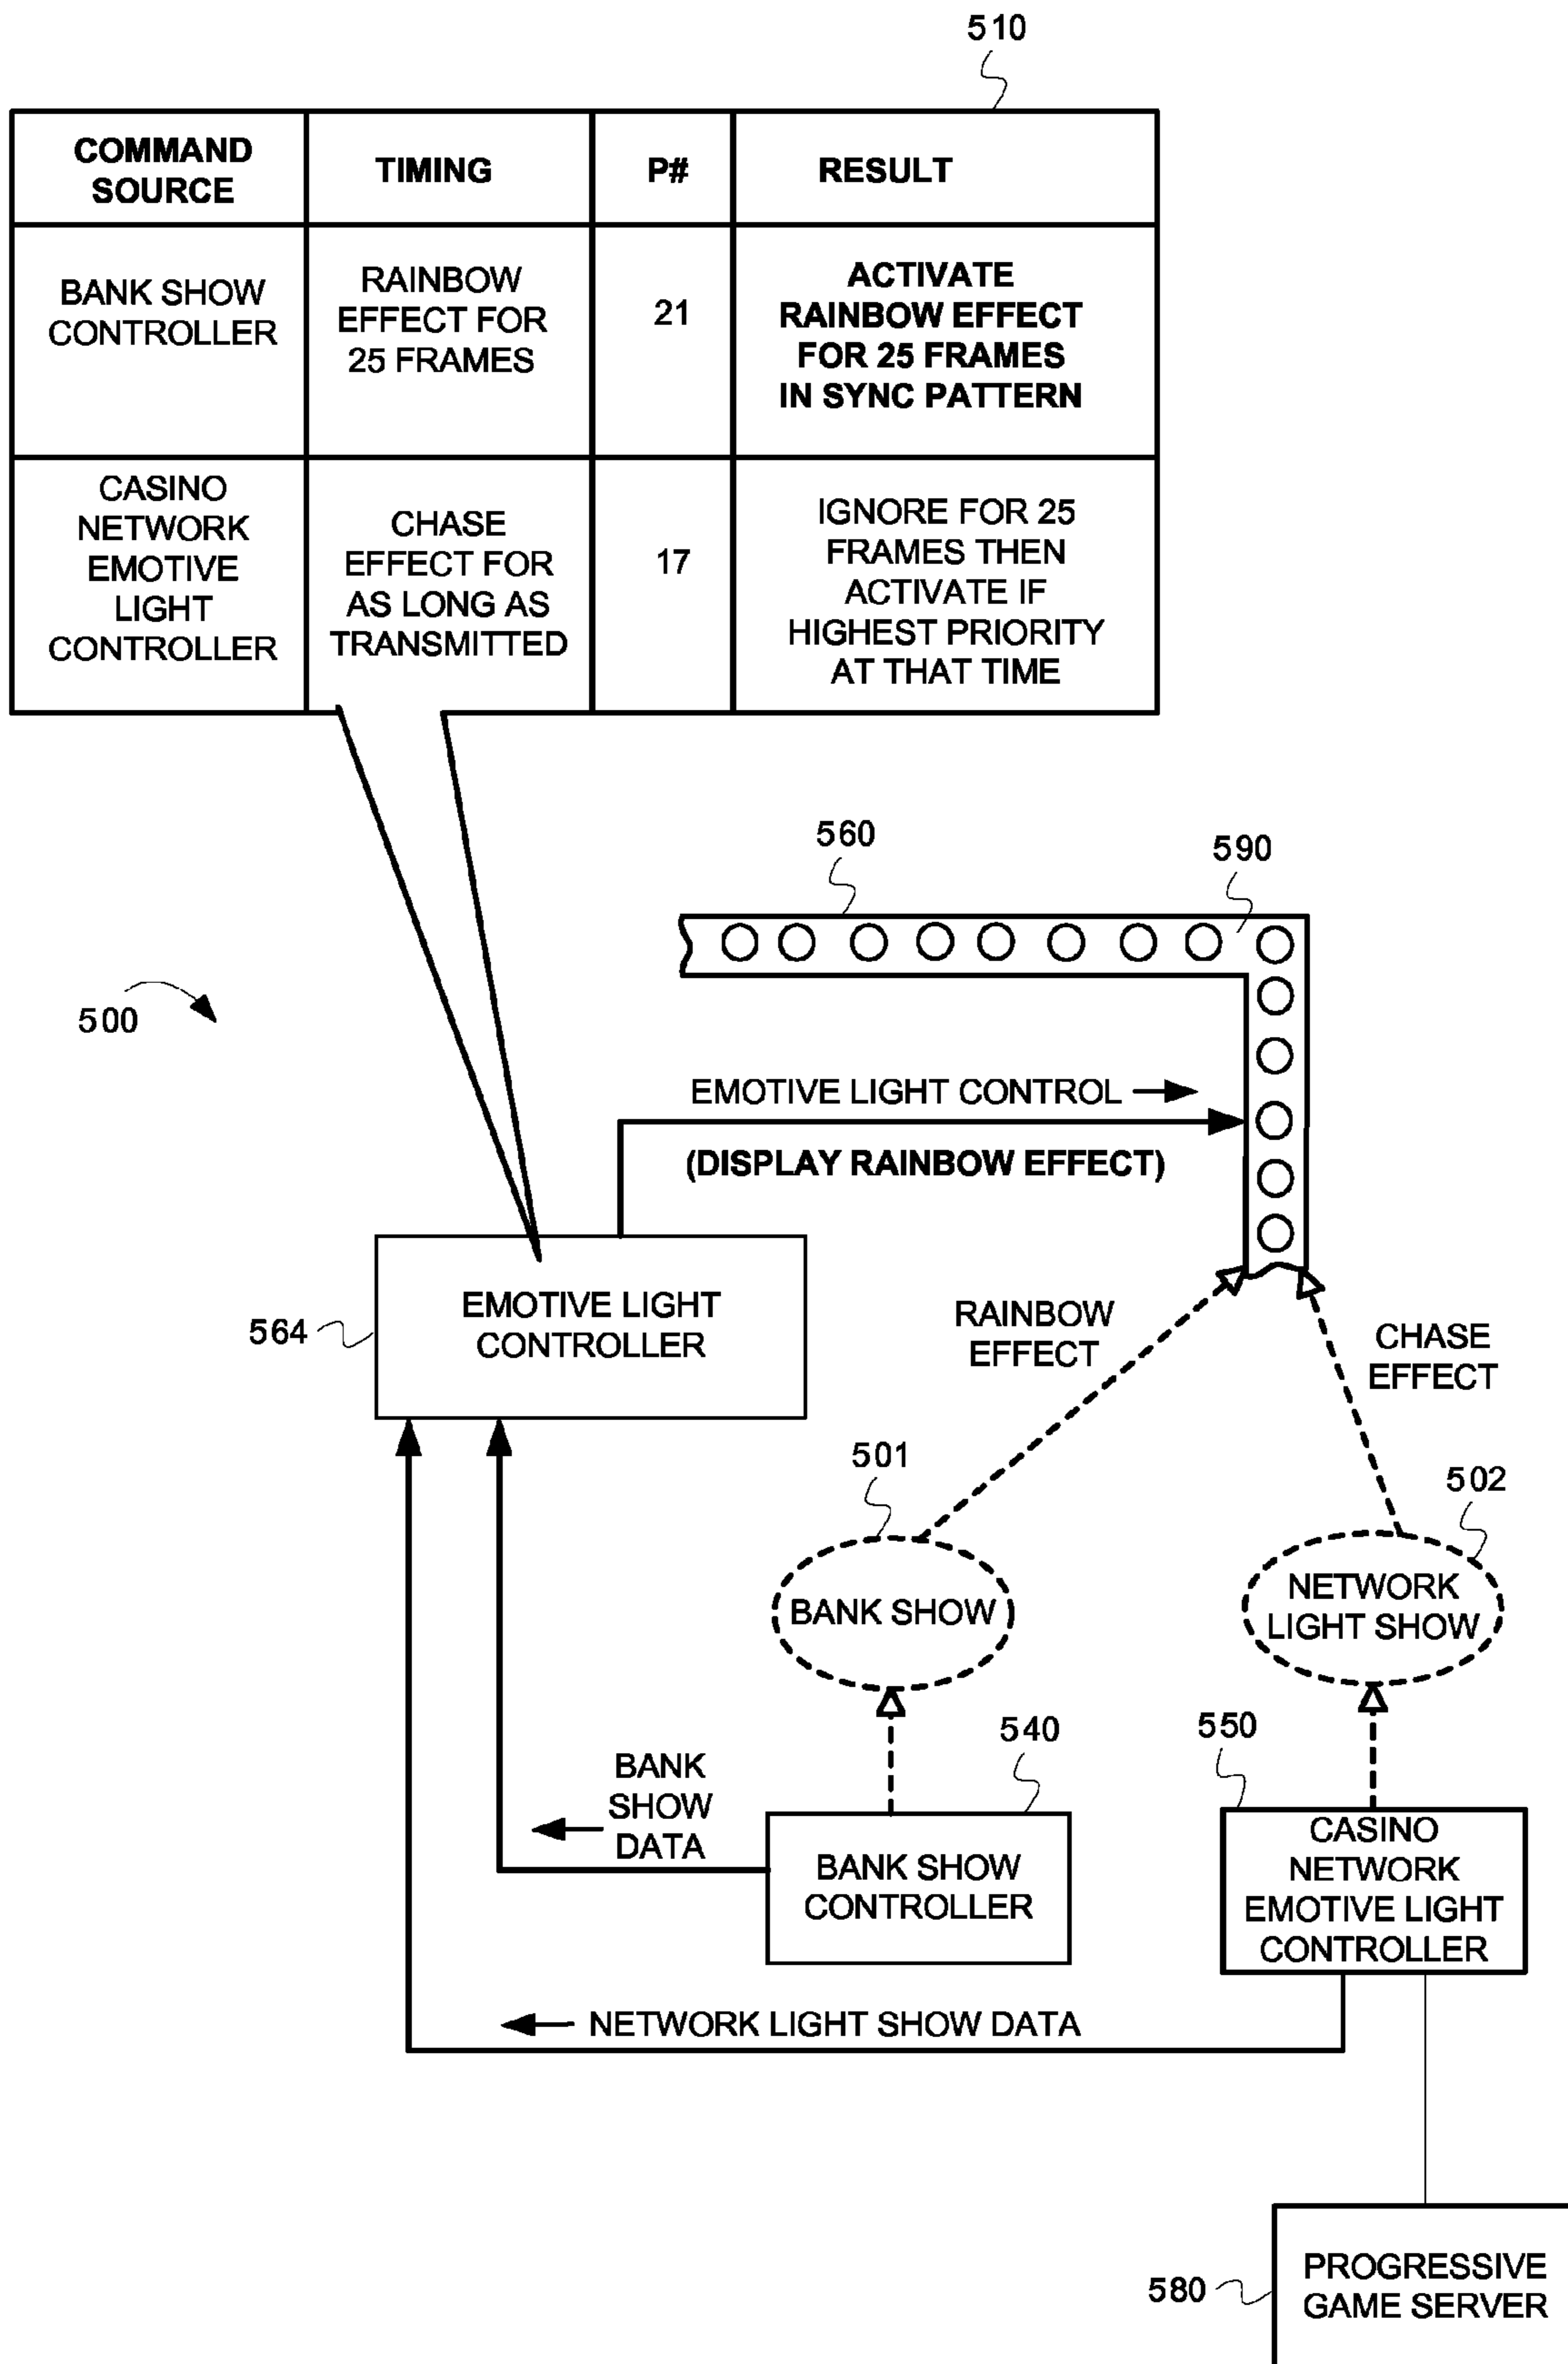 510
COMMAND
SOURCE
TIMING
P#
RESULT
BANK SHOW
CONTROLLER
RAINBOW
EFFECT FOR
25 FRAMES
21
ACTIVATE
RAINBOW EFFECT
FOR 25 FRAMES
IN SYNC PATTERN
CASINO
NETWORK
EMOTIVE
LIGHT
CONTROLLER
CHASE
EFFECT FOR
AS LONG AS
TRANSMITTED
17
IGNORE FOR 25
FRAMES THEN
ACTIVATE IF
HIGHEST PRIORITY
AT THAT TIME
560
590
500
EMOTIVE LIGHT CONTROL
(DISPLAY RAINBOW EFFECT)
564
EMOTIVE LIGHT
CONTROLLER
RAINBOW
EFFECT
CHASE
EFFECT
501
502
BANK SHOW
NETWORK
LIGHT SHOW
540
550
BANK
SHOW
DATA
BANK SHOW
CONTROLLER
CASINO
NETWORK
EMOTIVE LIGHT
CONTROLLER
NETWORK LIGHT SHOW DATA
580
PROGRESSIVE
GAME SERVER